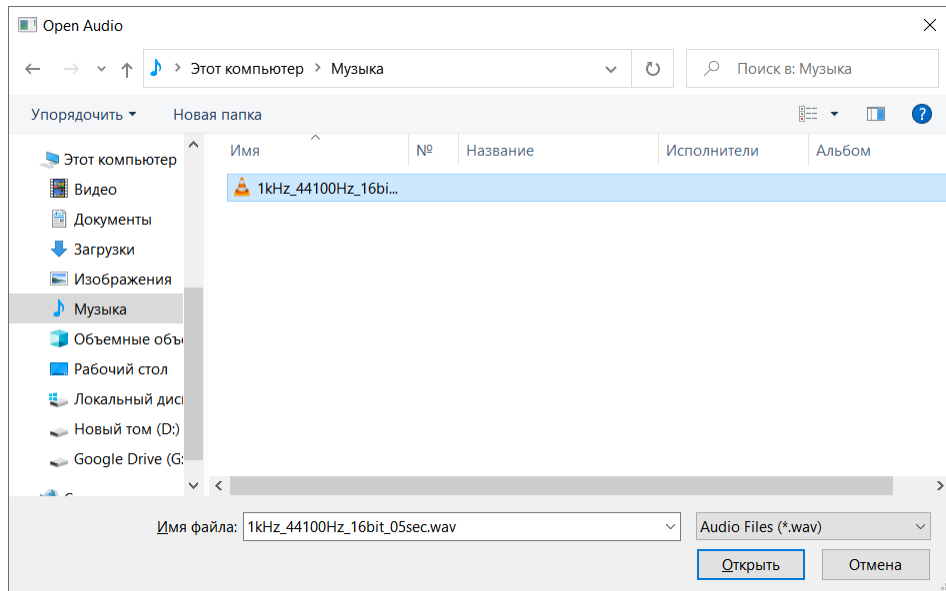 Open Audio
Этот компьютер > Музыка
Поиск в: Музыка
Упорядочить
Новая папка
?
Имя
№
Название
Исполнители
Альбом
Этот компьютер
Видео
Документы
Загрузки
Изображения
Музыка
Объемные объ
Рабочий стол
Локальный дис
Новый том (D:)
Google Drive (G:
1kHz_44100Hz_16bi...
Имя файла: 1kHz_44100Hz_16bit_05sec.wav
Audio Files (*.wav)
Открыть
Отмена